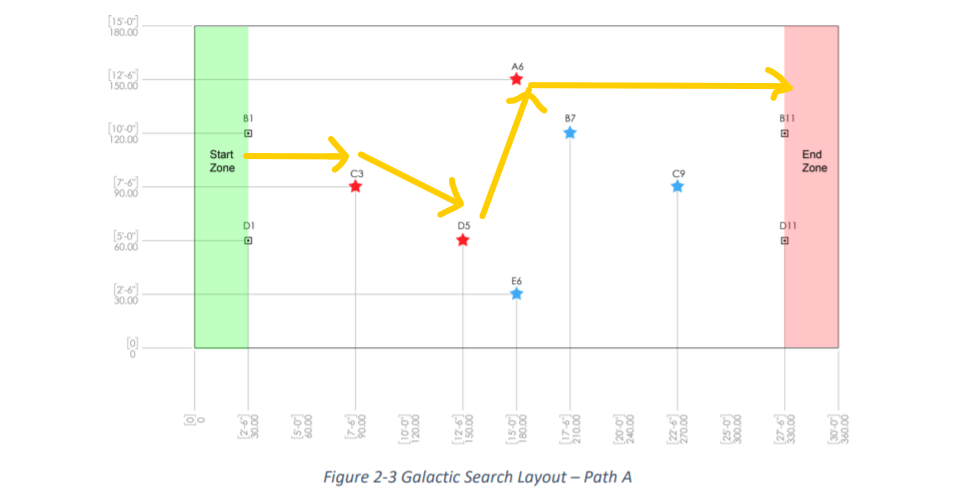 [15'-0"]
180.00
[12'-6"]
150.00
A6
[10'-0"]
120.00
B1
B7
B11
Start
Zone
End
Zone
[7'-6"]
90.00
C3
C9
[5'-0"]
60.00
D1
D5
D11
[2'-6"]
30.00
E6
[0]
0
[0]
0
[2'-6"]
30.00
[5'-0"]
60.00
[7'-6"]
90.00
[10'-0"]
120.00
[12'-6"]
150.00
[15'-0"]
180.00
[17'-6"]
210.00
[20'-0"]
240.00
[22'-6"]
270.00
[25'-0"]
300.00
[27'-6"]
330.00
[30'-0"]
360.00
Figure 2-3 Galactic Search Layout – Path A